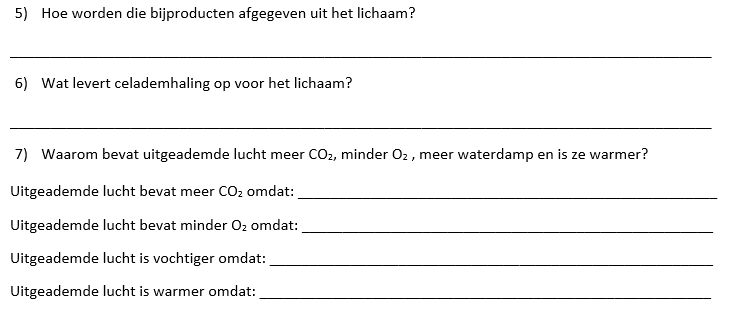 5) Hoe worden die bijproducten afgegeven uit het lichaam?
6) Wat levert celademhaling op voor het lichaam?
7) Waarom bevat uitgeademde lucht meer CO₂, minder O₂ , meer waterdamp en is ze warmer?
Uitgeademde lucht bevat meer CO₂ omdat:
Uitgeademde lucht bevat minder O₂ omdat:
Uitgeademde lucht is vochtiger omdat:
Uitgeademde lucht is warmer omdat: